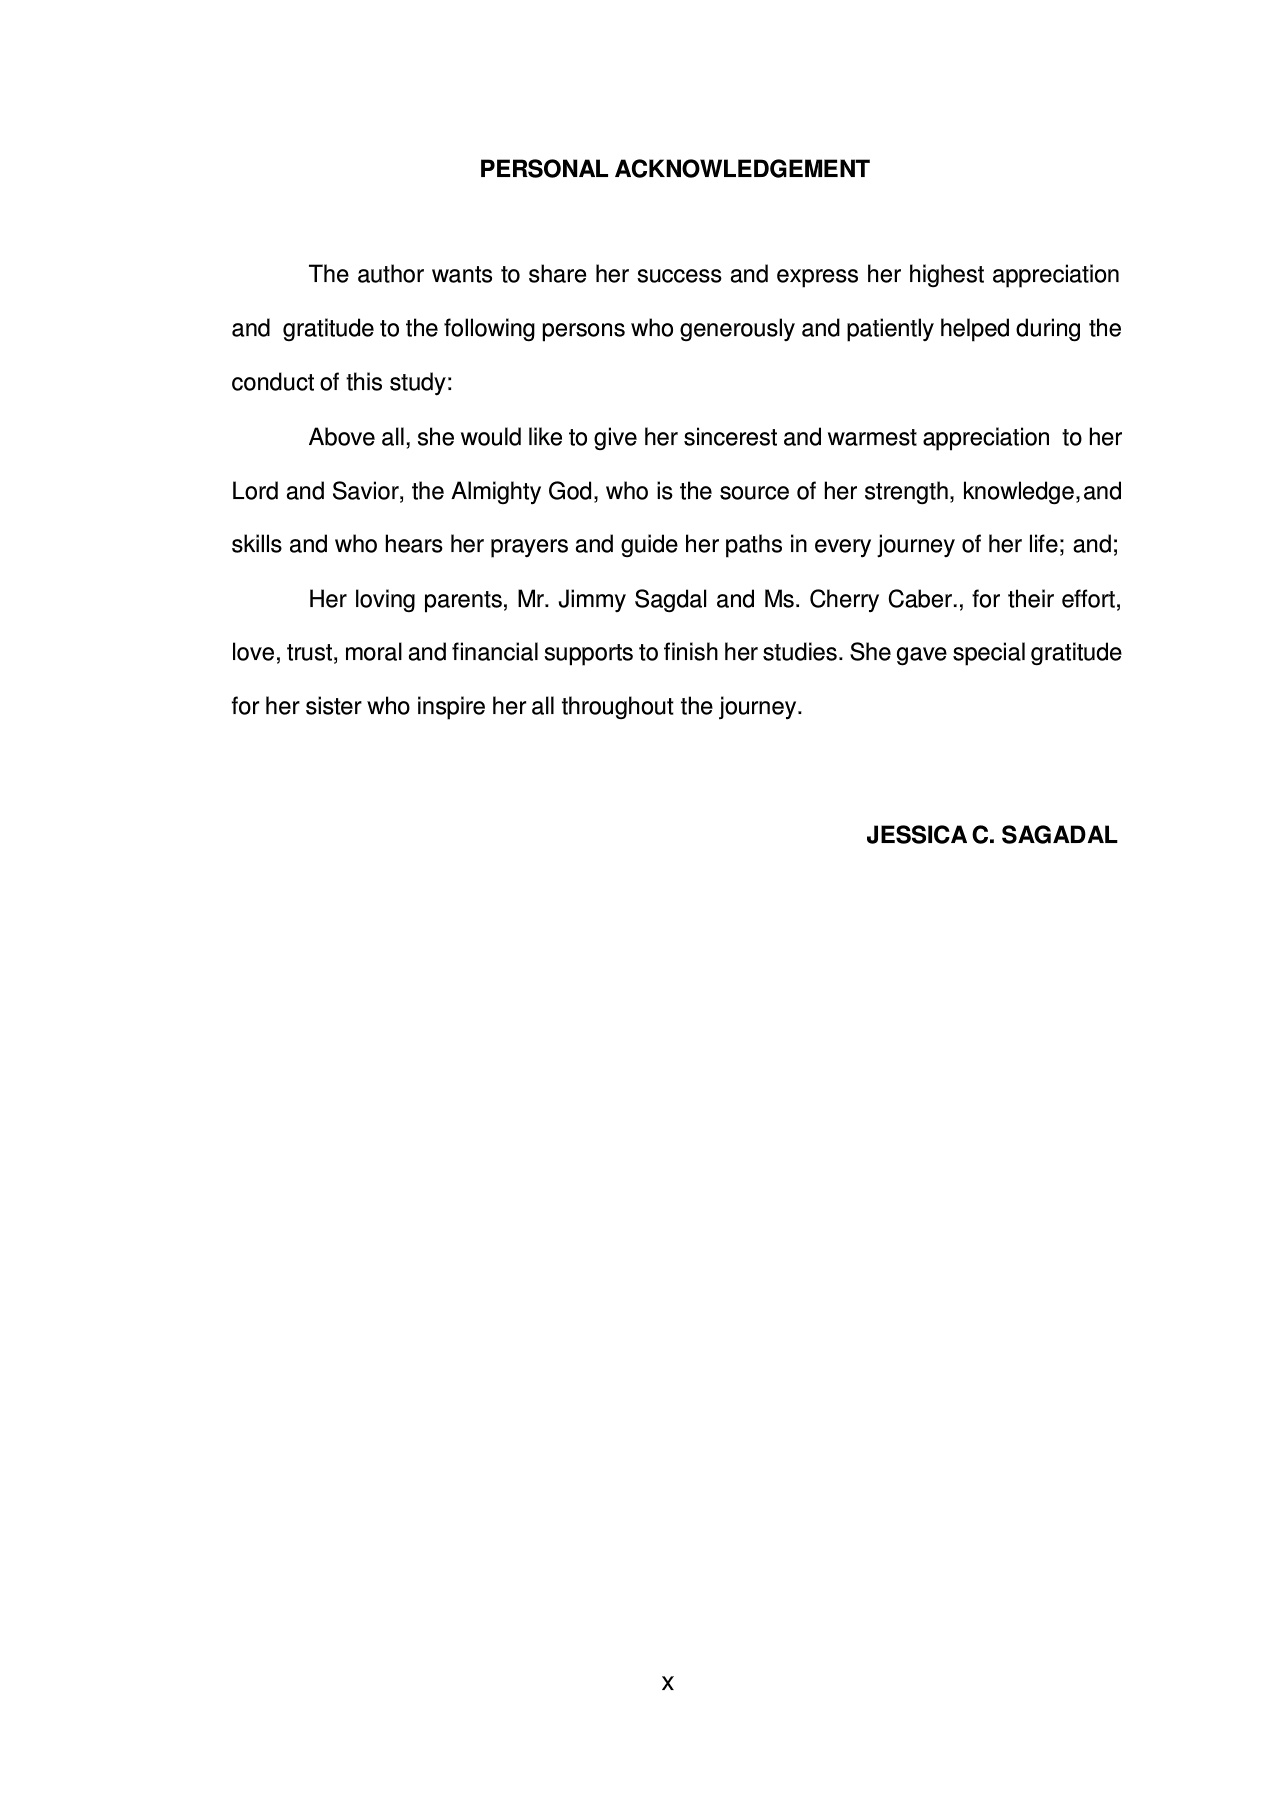 PERSONAL ACKNOWLEDGEMENT
The author wants to share her success and express her highest appreciation
and gratitude to the following persons who generously and patiently helped during the
conduct of this study:
Above all, she would like to give her sincerest and warmest appreciation to her
Lord and Savior, the Almighty God, who is the source of her strength, knowledge, and
skills and who hears her prayers and guide her paths in every journey of her life; and;
Her loving parents, Mr. Jimmy Sagdal and Ms. Cherry Caber., for their effort,
love, trust, moral and financial supports to finish her studies. She gave special gratitude
for her sister who inspire her all throughout the journey.
JESSICA C. SAGADAL
x